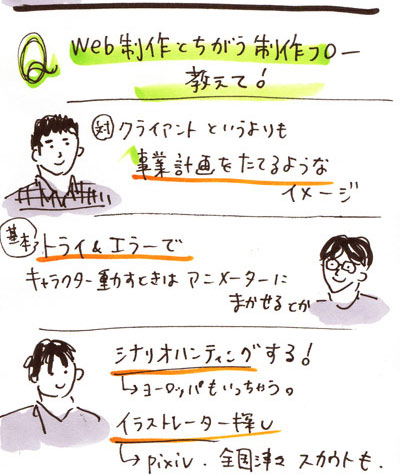 Q Web制作とちがう制作フロー
教えて!
対 クライアントというよりも
事業計画をたてるような
イメージ
基本 トライ&エラーで
キャラクター動かすときはアニメーターに
まかせるとか
シナリオハンティングする!
↳ヨーロッパもいっちゃう。
イラストレーター探し
↳pixiv. 全国津々 スカウトも.